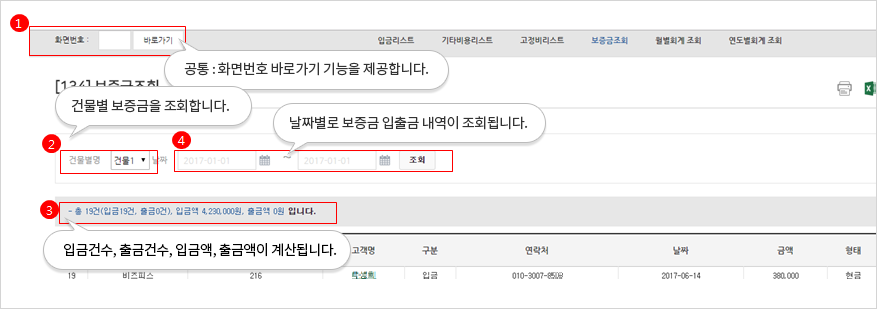 1
화면번호 : 바로가기 입금리스트 기타비용리스트 고정비리스트 보증금조회 월별회계 조회 연도별회계 조회
공통 : 화면번호 바로가기 기능을 제공합니다.
[134] 보증금조회
건물별 보증금을 조회합니다.
날짜별로 보증금 입출금 내역이 조회됩니다.
2 4
건물별명 건물1 날짜 2017-01-01 ~ 2017-01-01 조회
3
- 총 19건(입금19건, 출금0건), 입금액 4,230,000원, 출금액 0원 입니다.
입금건수, 출금건수, 입금액, 출금액이 계산됩니다.
고객명 구분 연락처 날짜 금액 형태
19 비즈피스 216 입금 010-3007-8508 2017-06-14 380,000 현금